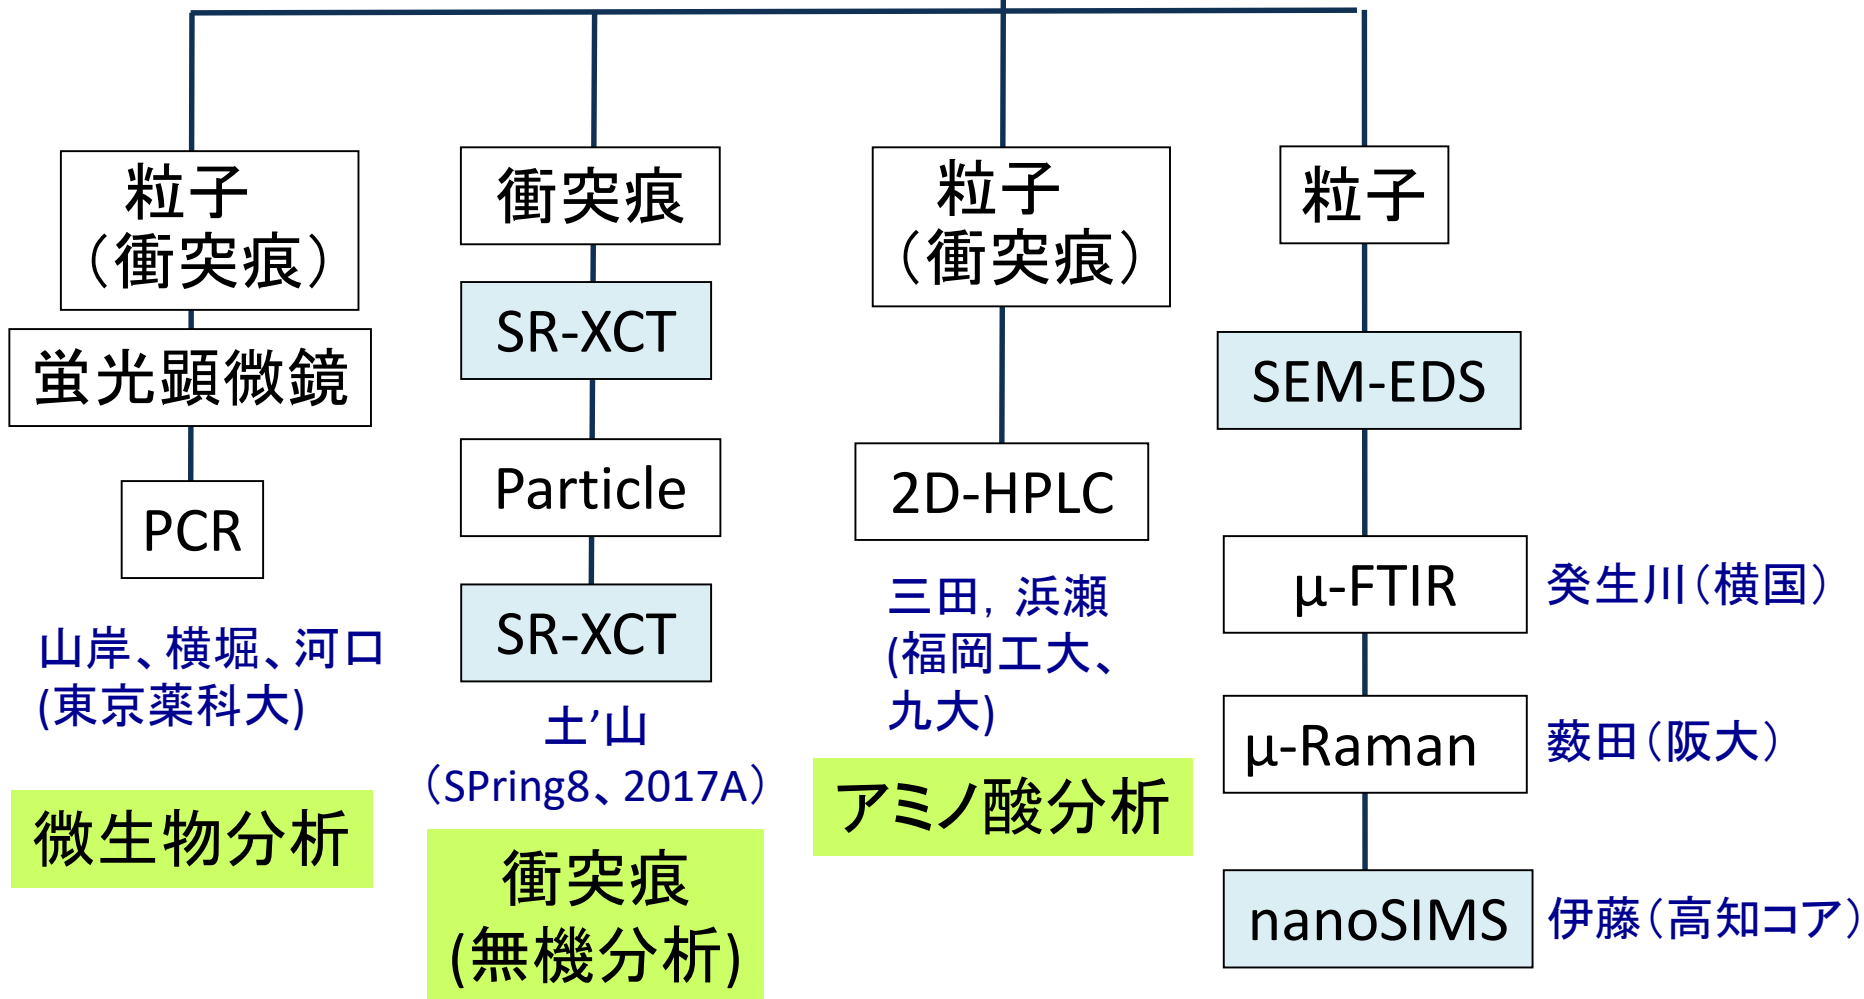 粒子
（衝突痕）
蛍光顕微鏡
PCR
山岸、横堀、河口
(東京薬科大)
微生物分析
衝突痕
SR-XCT
Particle
SR-XCT
土’山
（SPring8、2017A）
衝突痕
(無機分析)
粒子
（衝突痕）
2D-HPLC
三田，浜瀬
(福岡工大、
九大)
アミノ酸分析
粒子
SEM-EDS
μ-FTIR
癸生川（横国）
μ-Raman
薮田（阪大）
nanoSIMS
伊藤（高知コア）